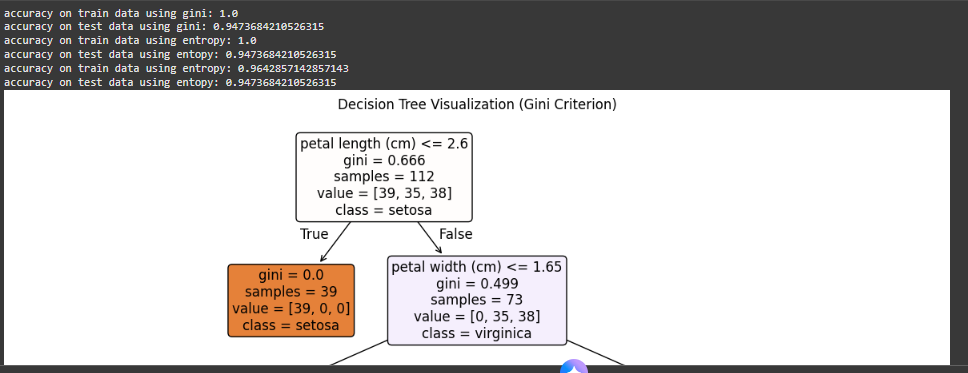 accuracy on train data using gini: 1.0
accuracy on test data using gini: 0.9473684210526315
accuracy on train data using entropy: 1.0
accuracy on test data using entopy: 0.9473684210526315
accuracy on train data using entropy: 0.9642857142857143
accuracy on test data using entopy: 0.9473684210526315
Decision Tree Visualization (Gini Criterion)
petal length (cm) <= 2.6
gini = 0.666
samples = 112
value = [39, 35, 38]
class = setosa
True
False
gini = 0.0
samples = 39
value = [39, 0, 0]
class = setosa
petal width (cm) <= 1.65
gini = 0.499
samples = 73
value = [0, 35, 38]
class = virginica